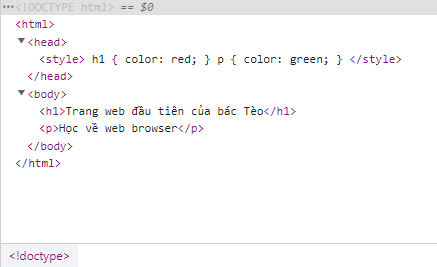 ···<!DOCTYPE html> == $0
<html>
▼<head>
<style> h1 { color: red; } p { color: green; } </style>
</head>
▼<body>
<h1>Trang web đầu tiên của bác Tèo</h1>
<p>Học về web browser</p>
</body>
</html>
<!doctype>